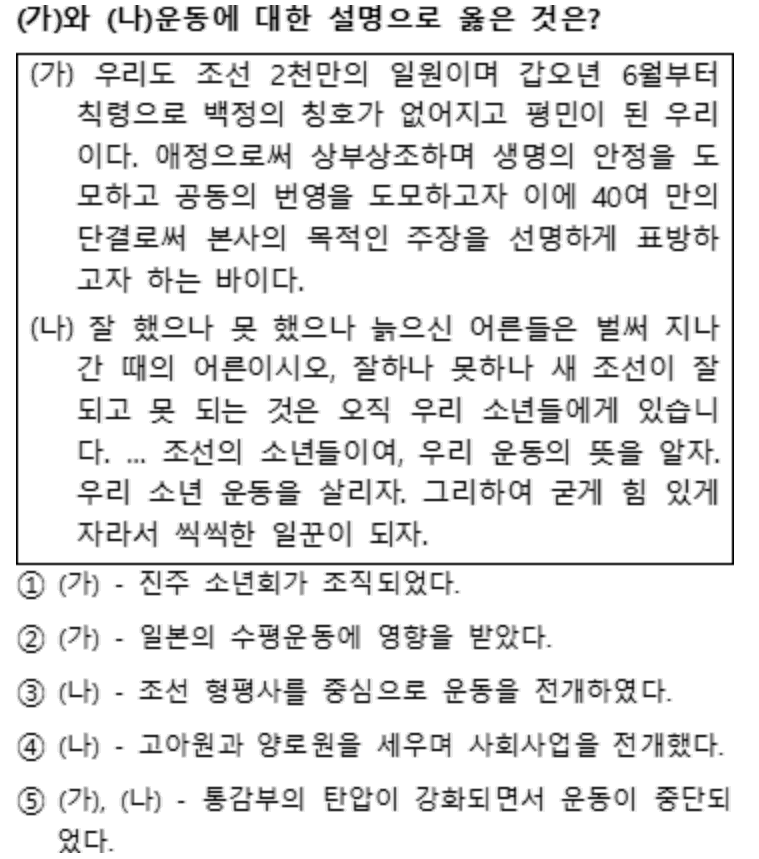 (가)와 (나)운동에 대한 설명으로 옳은 것은?
(가) 우리도 조선 2천만의 일원이며 갑오년 6월부터
칙령으로 백정의 칭호가 없어지고 평민이 된 우리
이다. 애정으로써 상부상조하며 생명의 안정을 도
모하고 공동의 번영을 도모하고자 이에 40여 만의
단결로써 본사의 목적인 주장을 선명하게 표방하
고자 하는 바이다.
(나) 잘 했으나 못 했으나 늙으신 어른들은 벌써 지나
간 때의 어른이시오, 잘하나 못하나 새 조선이 잘
되고 못 되는 것은 오직 우리 소년들에게 있습니
다. ... 조선의 소년들이여, 우리 운동의 뜻을 알자.
우리 소년 운동을 살리자. 그리하여 굳게 힘 있게
자라서 씩씩한 일꾼이 되자.
① (가) - 진주 소년회가 조직되었다.
② (가) - 일본의 수평운동에 영향을 받았다.
③ (나) - 조선 형평사를 중심으로 운동을 전개하였다.
④ (나) - 고아원과 양로원을 세우며 사회사업을 전개했다.
⑤ (가), (나) - 통감부의 탄압이 강화되면서 운동이 중단되
었다.